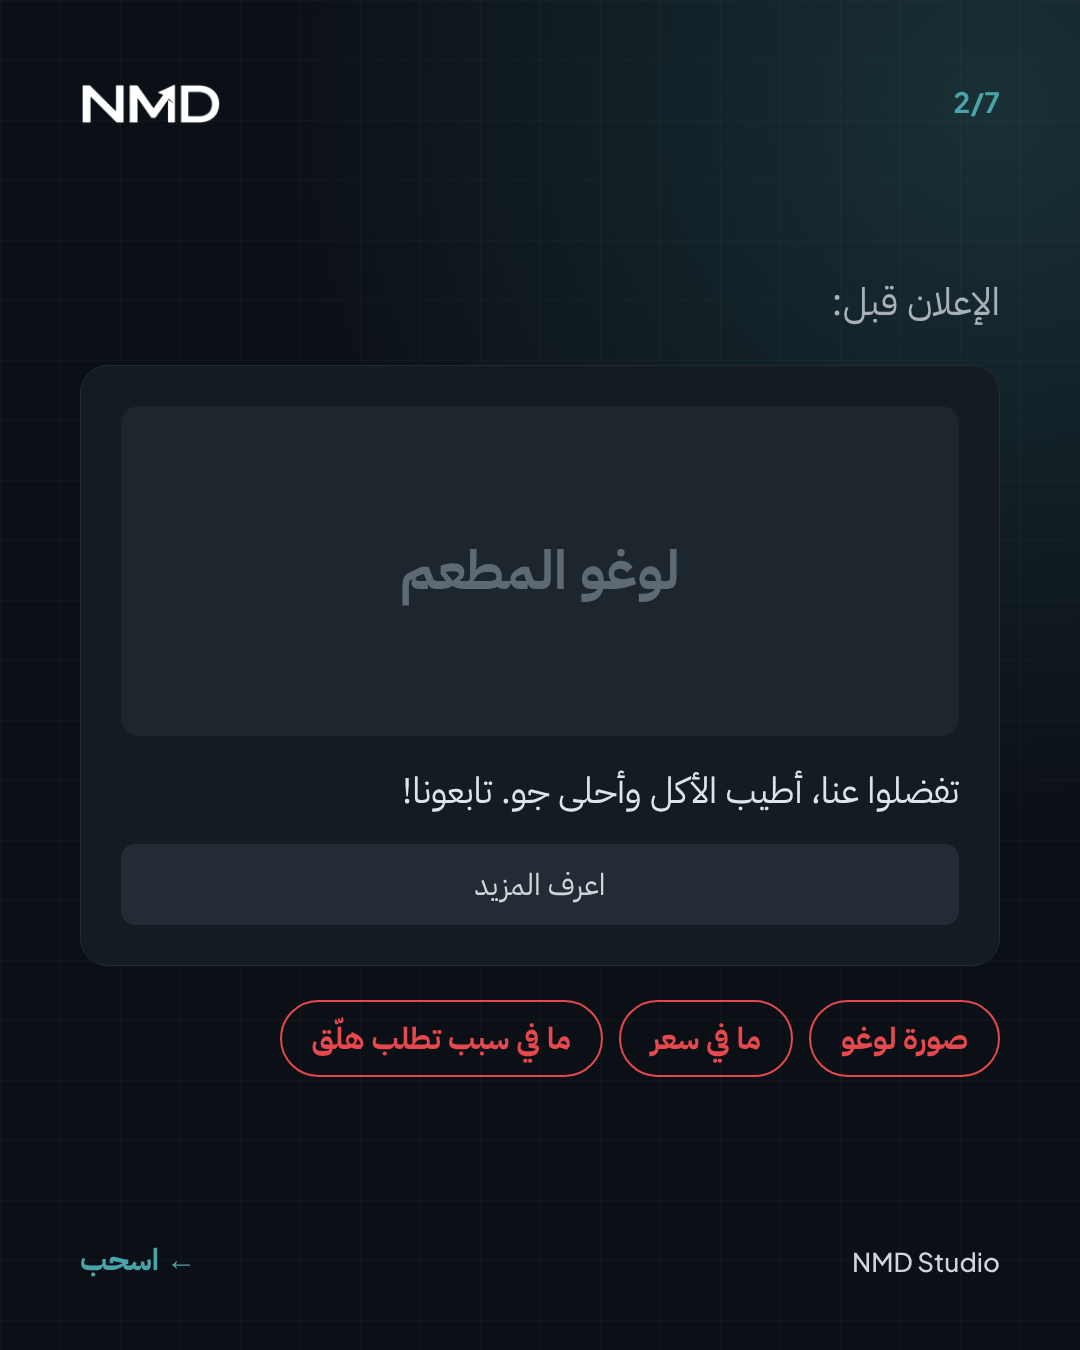 NMD
2/7
الإعلان قبل:
لوغو المطعم
تفضلوا عنا، أطيب الأكل وأحلى جو. تابعونا!
اعرف المزيد
صورة لوغو
ما في سعر
ما في سبب تطلب هلّق
NMD Studio
← اسحب